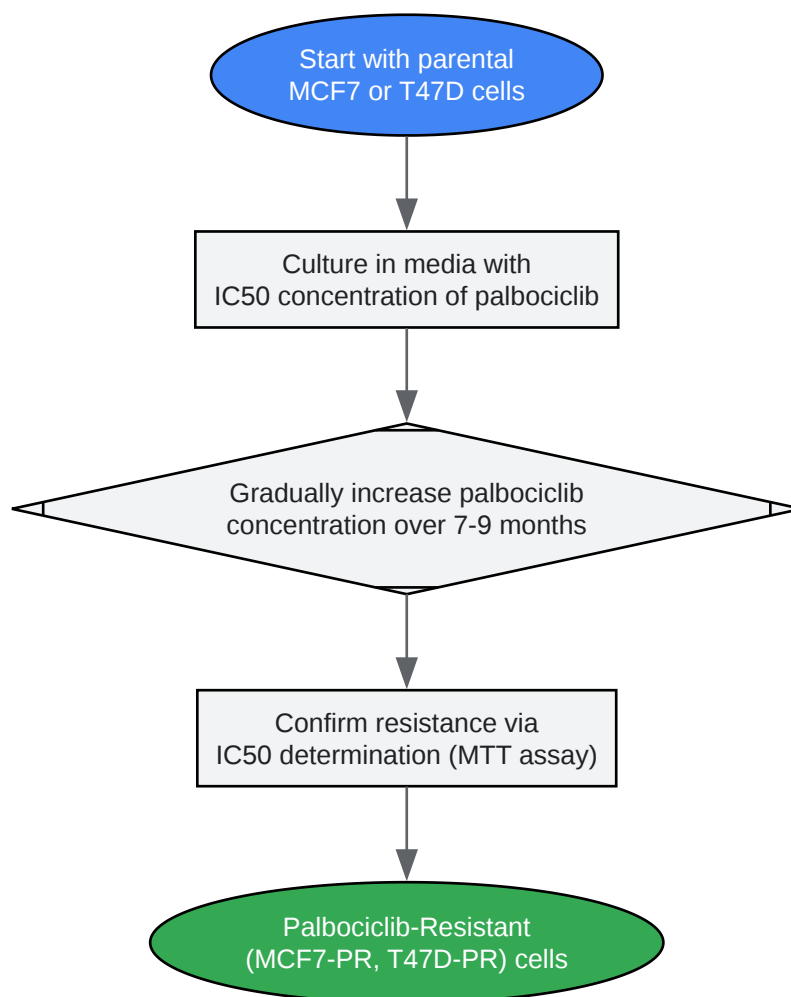 Start with parental
MCF7 or T47D cells
Culture in media with
IC50 concentration of palbociclib
Gradually increase palbociclib
concentration over 7-9 months
Confirm resistance via
IC50 determination (MTT assay)
Palbociclib-Resistant
(MCF7-PR, T47D-PR) cells